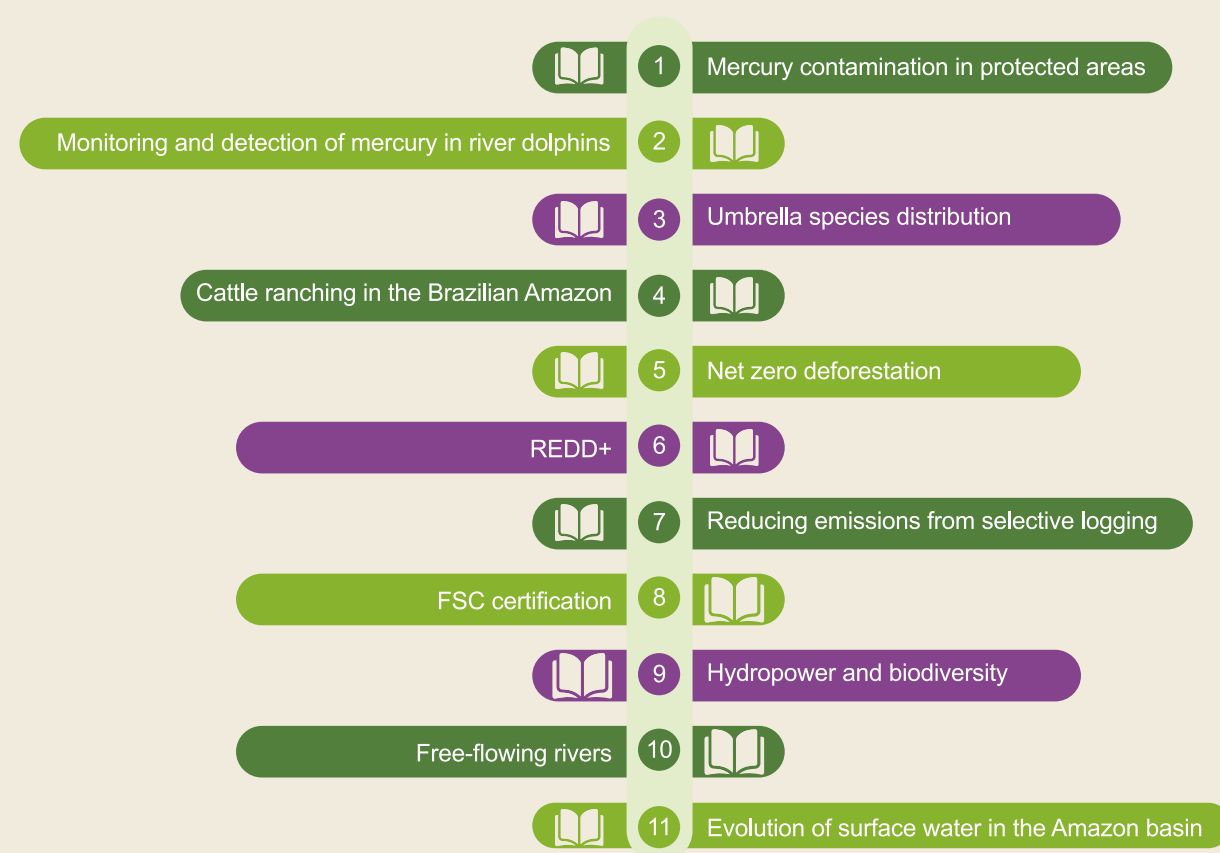 1 Mercury contamination in protected areas
Monitoring and detection of mercury in river dolphins 2
3 Umbrella species distribution
Cattle ranching in the Brazilian Amazon 4
5 Net zero deforestation
REDD+ 6
7 Reducing emissions from selective logging
FSC certification 8
9 Hydropower and biodiversity
Free-flowing rivers 10
11 Evolution of surface water in the Amazon basin